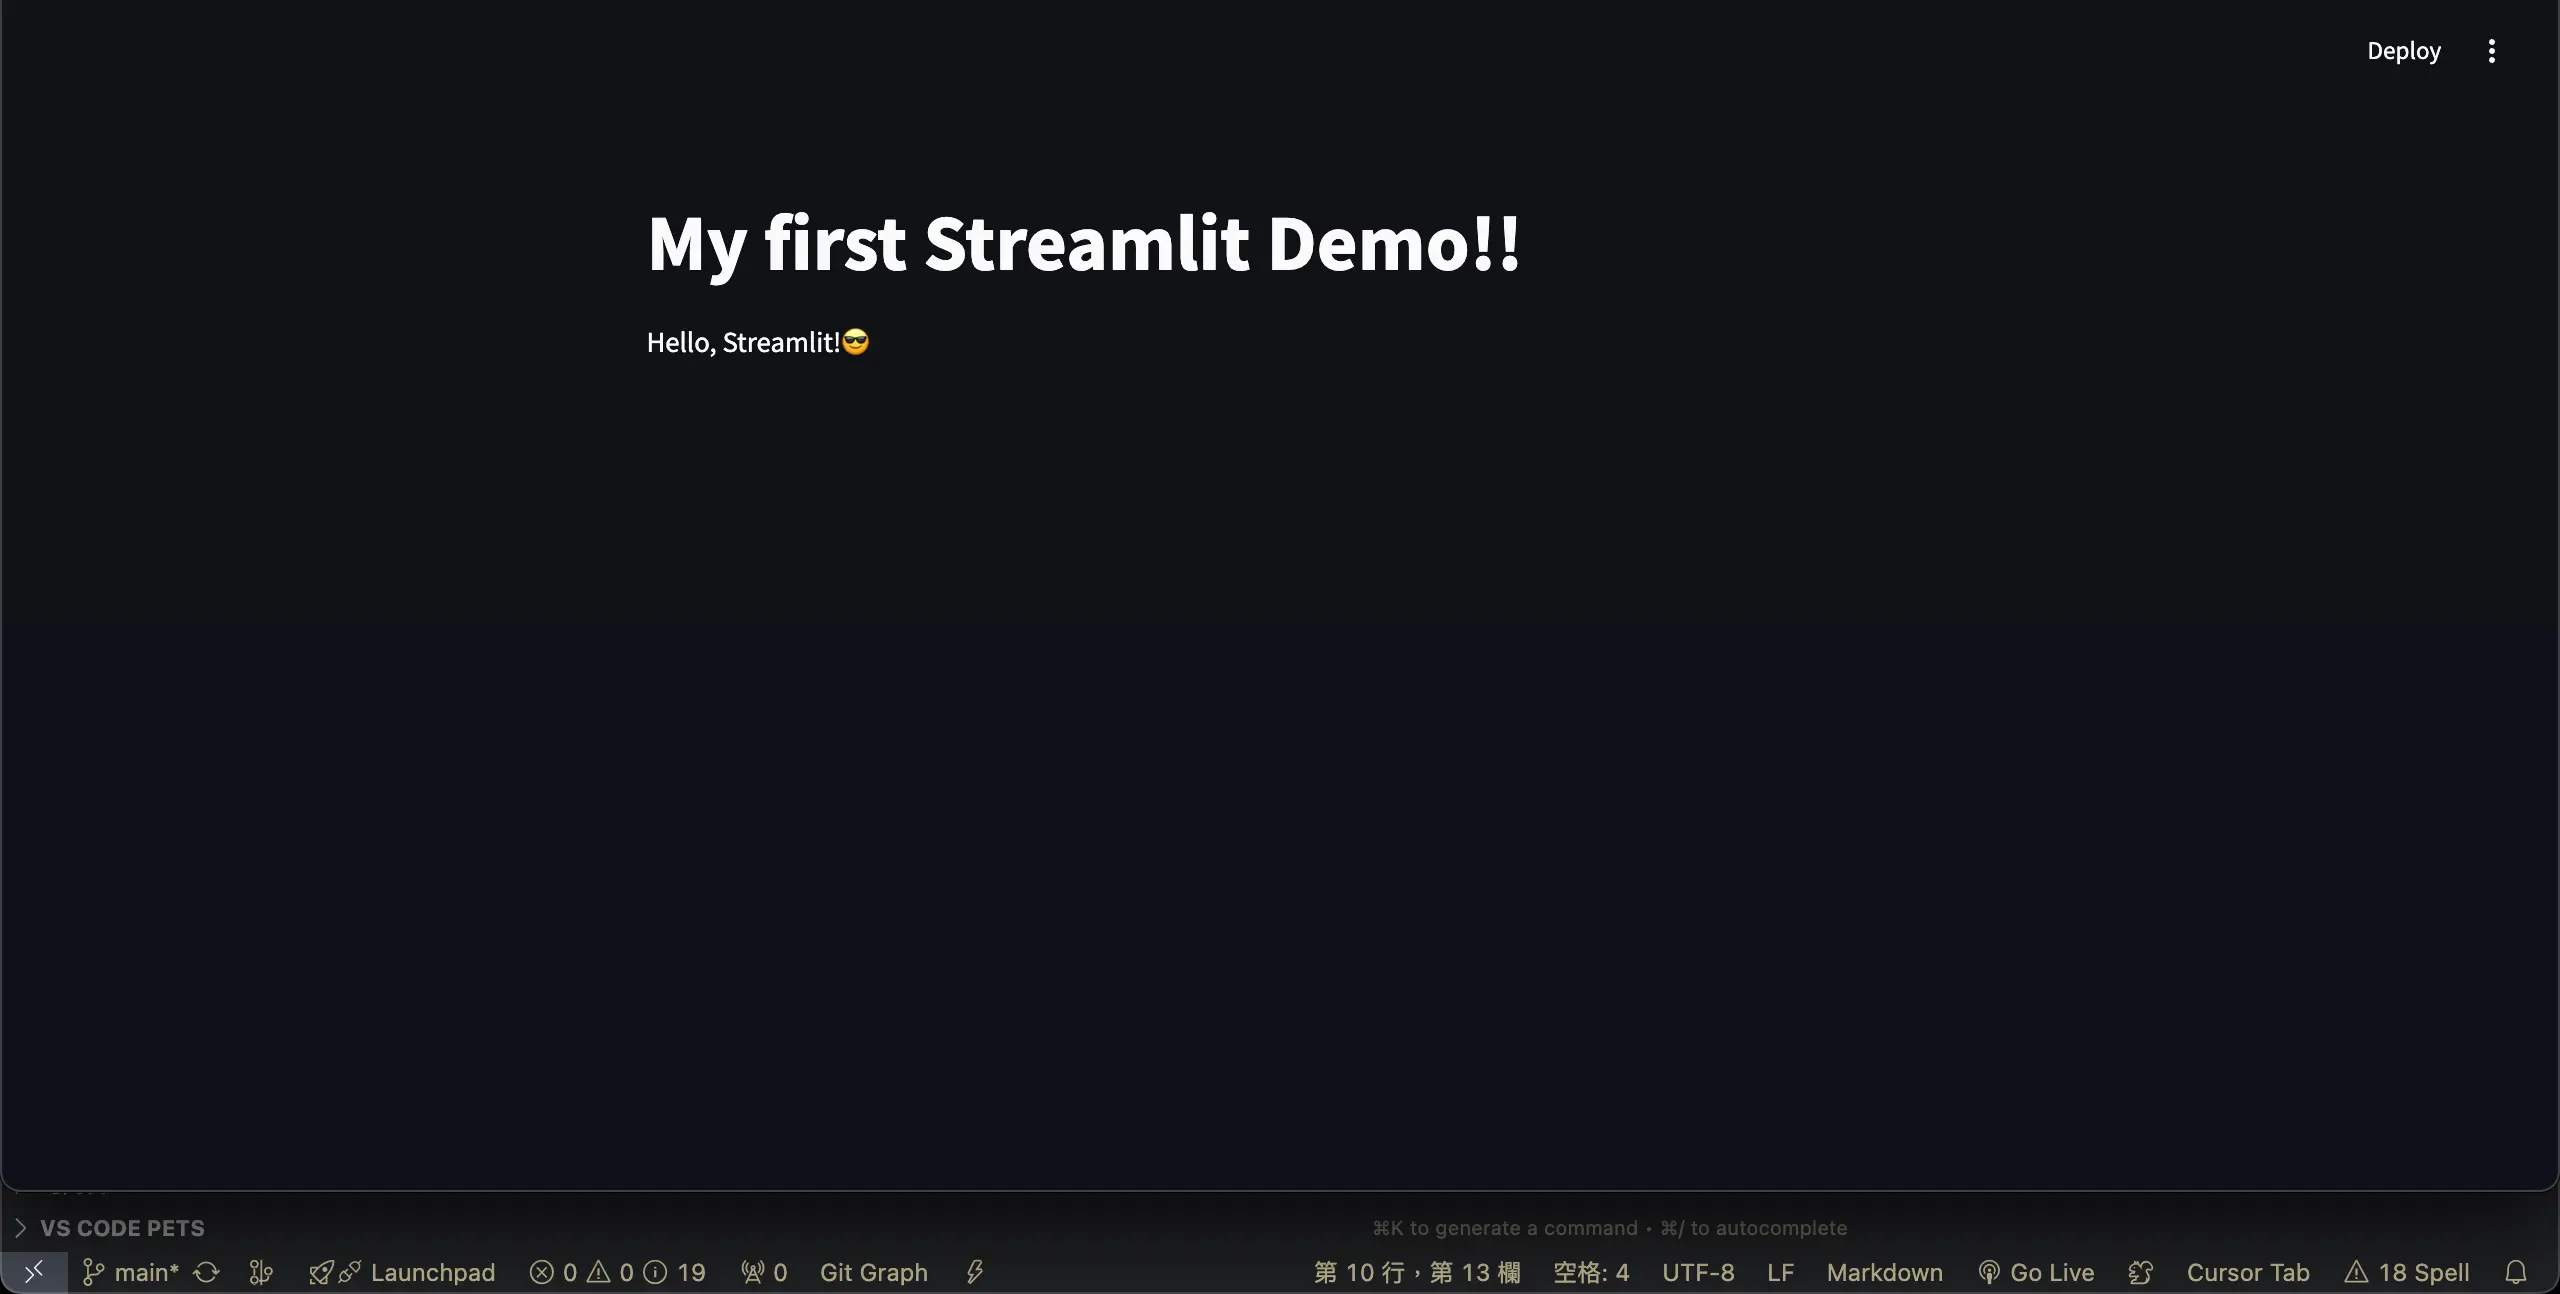 Deploy
My first Streamlit Demo!!
Hello, Streamlit!😎
VS CODE PETS
⌘K to generate a command • ⌘/ to autocomplete
main* Launchpad 0 0 19 0 Git Graph 第 10 行，第 13 欄 空格: 4 UTF-8 LF Markdown Go Live Cursor Tab 18 Spell